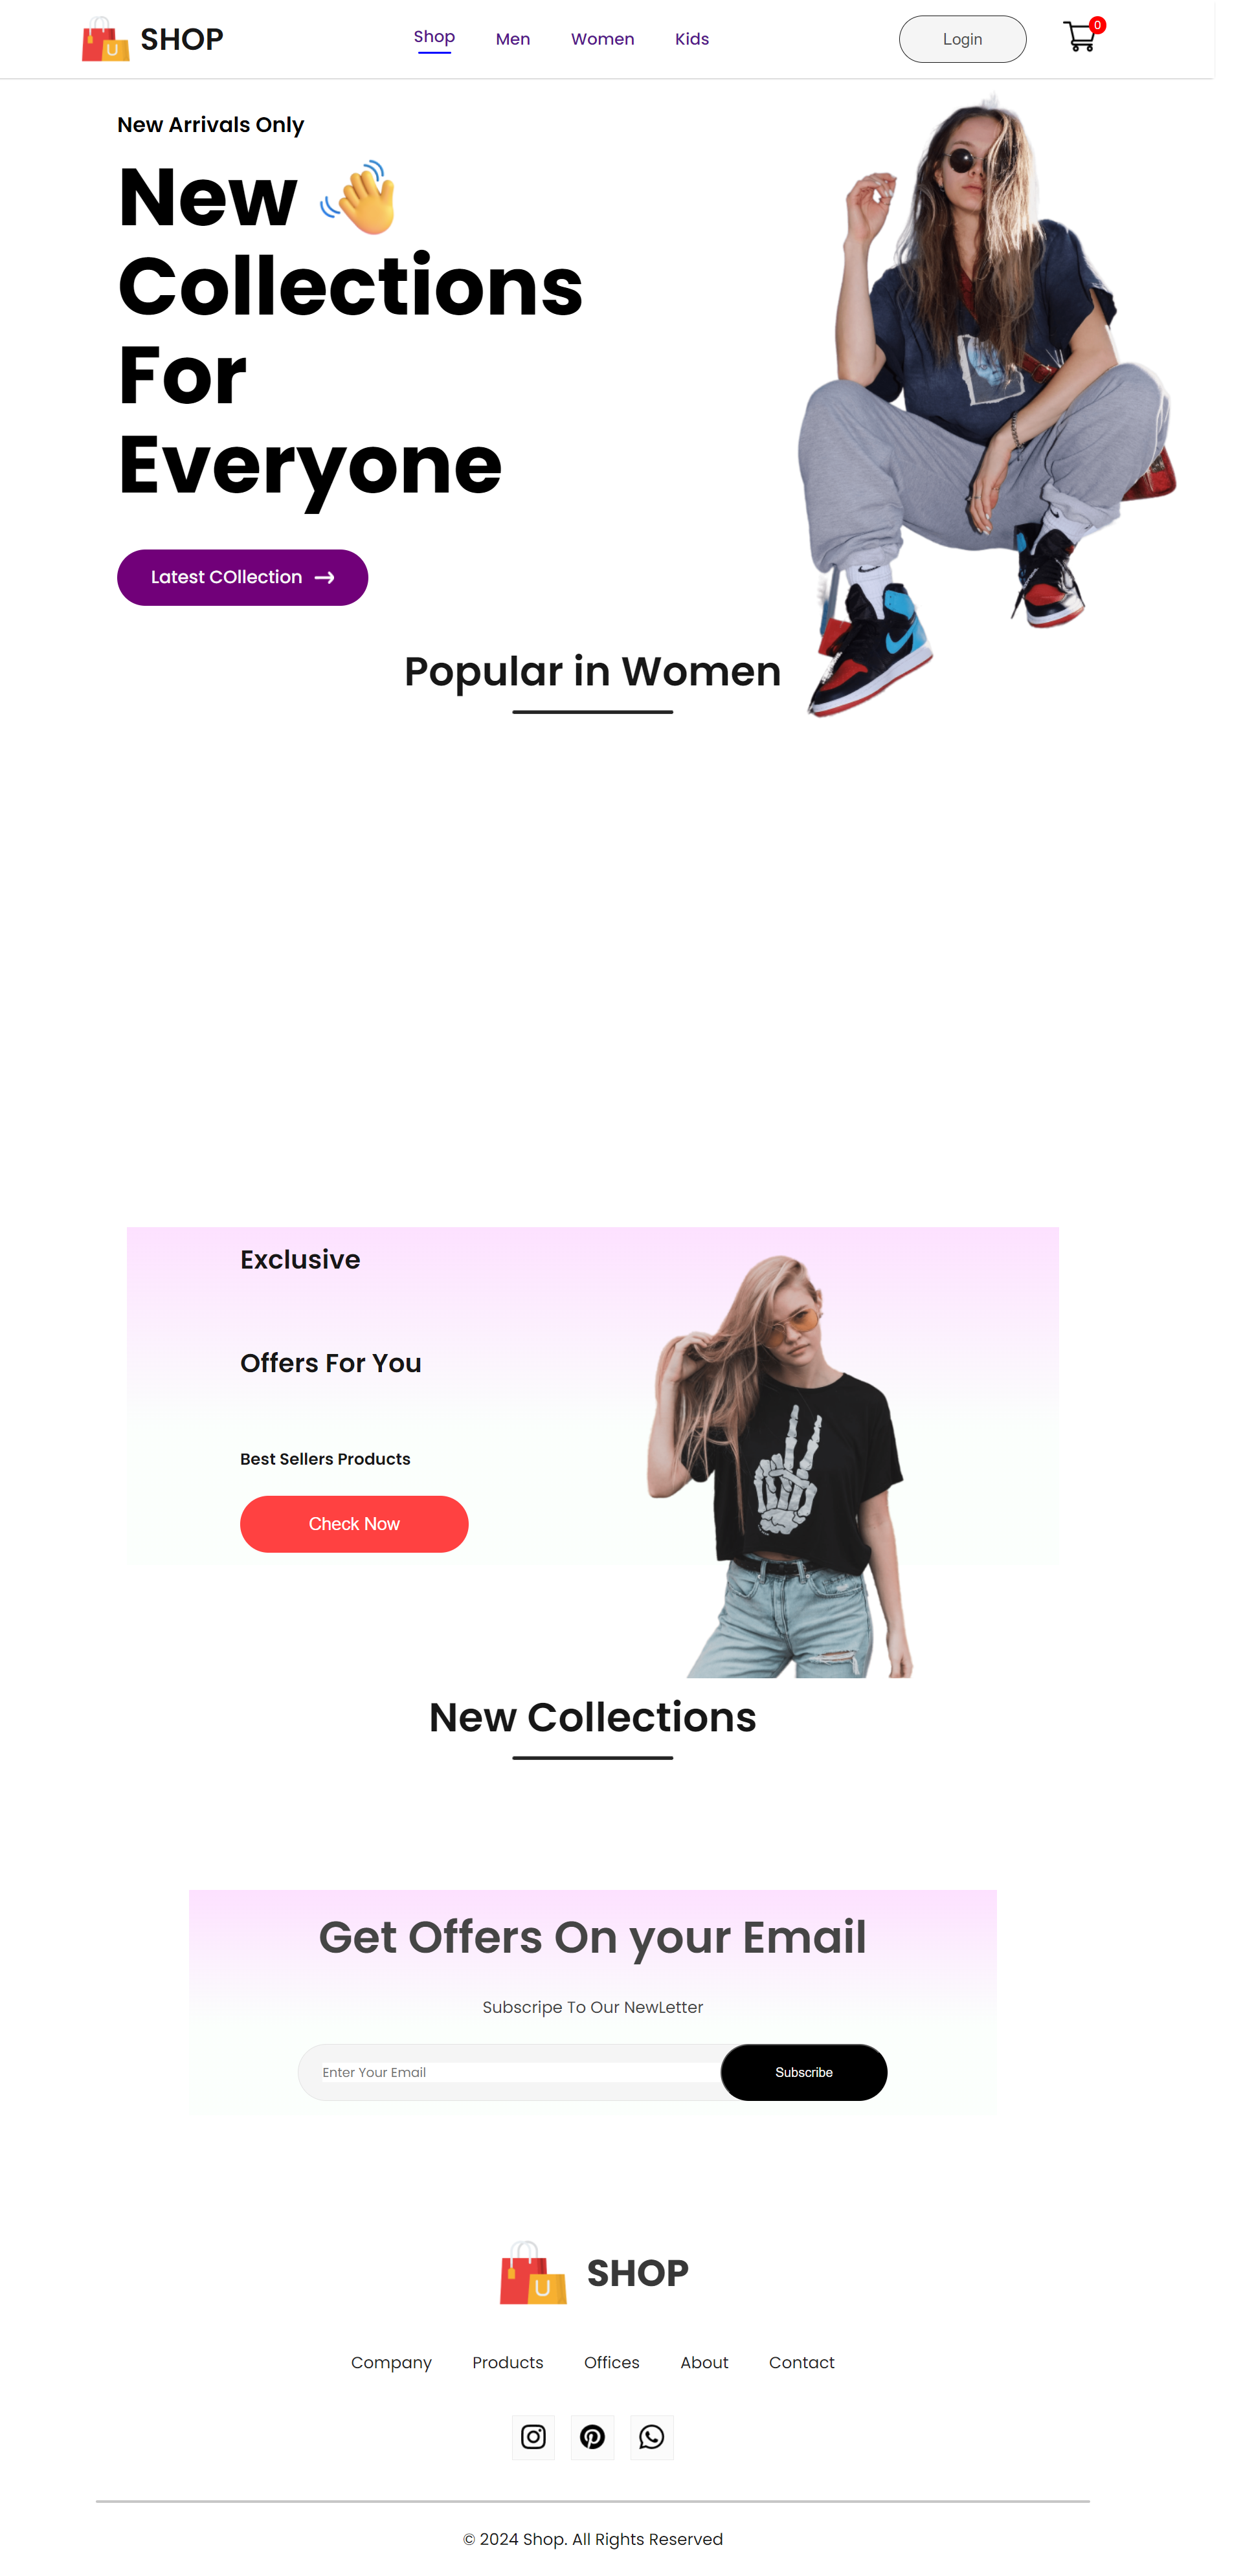 SHOP
Shop
Men
Women
Kids
Login
0
New Arrivals Only
New
Collections
For
Everyone
Latest COllection
Popular in Women
Exclusive
Offers For You
Best Sellers Products
Check Now
New Collections
Get Offers On your Email
Subscripe To Our NewLetter
Enter Your Email
Subscribe
U
SHOP
Company
Products
Offices
About
Contact
© 2024 Shop. All Rights Reserved